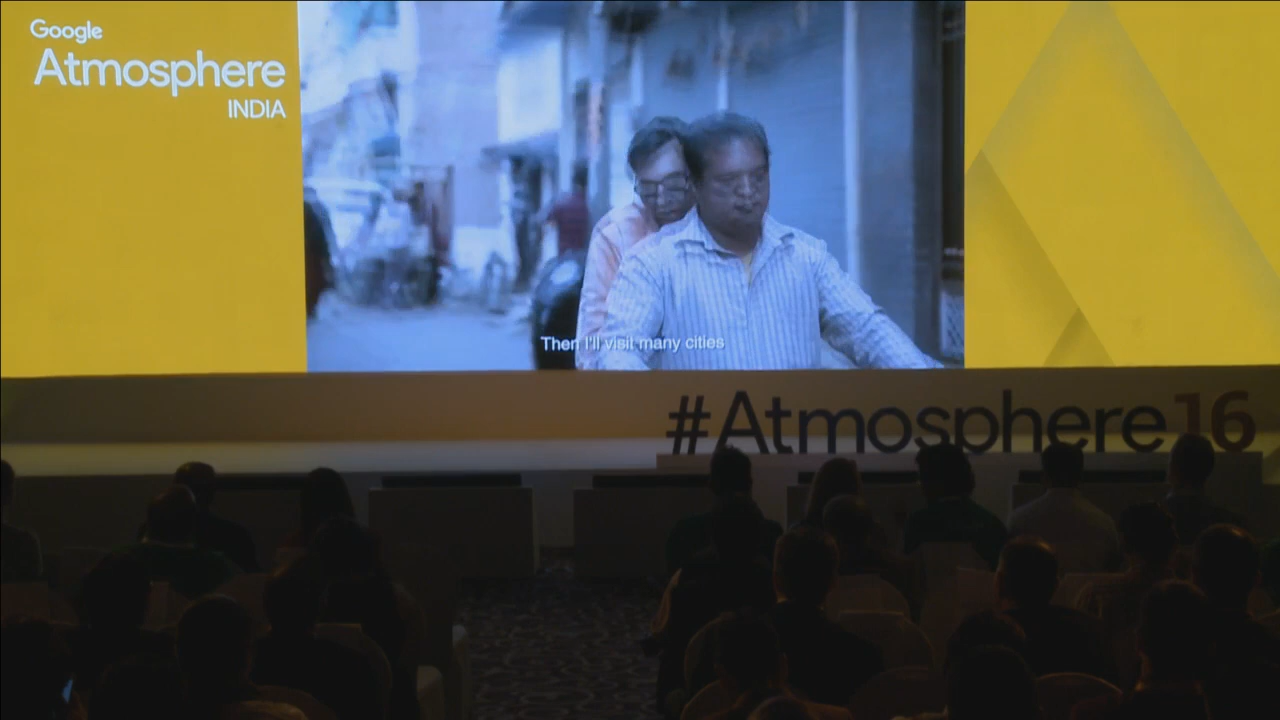 Google
Atmosphere
INDIA
Then I'll visit many cities
#Atmosphere16